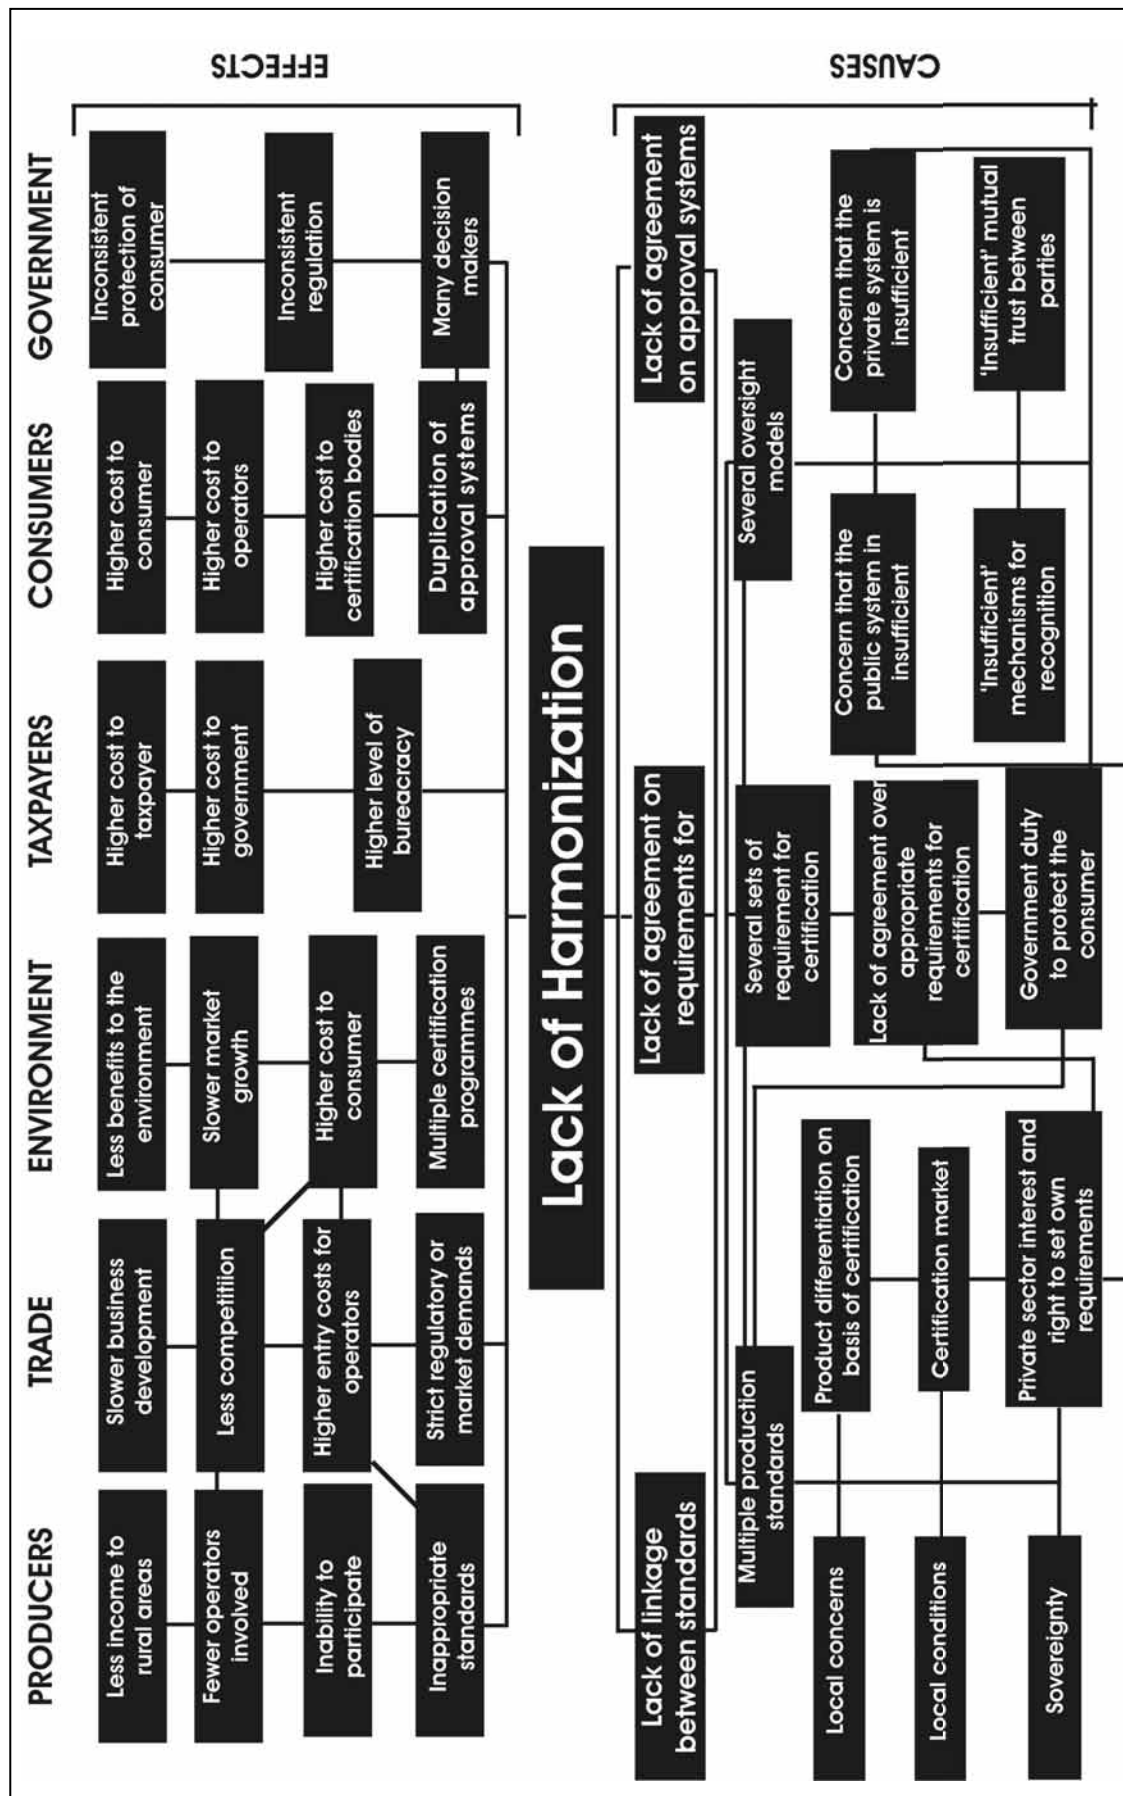 EFFECTS
PRODUCERS
TRADE
ENVIRONMENT
TAXPAYERS
CONSUMERS
GOVERNMENT
Less income to
rural areas
Slower business
development
Less benefits to the
environment
Higher cost to
taxpayer
Higher cost to
consumer
Inconsistent
protection of
consumer
Fewer operators
involved
Less competitiion
Slower market
growth
Higher cost to
government
Higher cost to
operators
Inconsistent
regulation
Inability to
participate
Higher entry costs for
operators
Higher cost to
consumer
Higher level of
bureacracy
Higher cost to
certification bodies
Inappropriate
standards
Strict regulatory or
market demands
Multiple certification
programmes
Duplication of
approval systems
Many decision
makers
Lack of Harmonization
CAUSES
Lack of linkage
between standards
Lack of agreement on
requirements for
Lack of agreement
on approval systems
Multiple production
standards
Several sets of
requirement for
certification
Several oversight
models
Local concerns
Product differentiation on
basis of certification
Lack of agreement over
appropriate
requirements for
certification
Concern that the
public system in
insufficient
Concern that the
private system is
insufficient
Local conditions
Certification market
Sovereignty
Private sector interest and
right to set own
requirements
Government duty
to protect the
consumer
'Insufficient'
mechanisms for
recognition
'Insufficient' mutual
trust between
parties